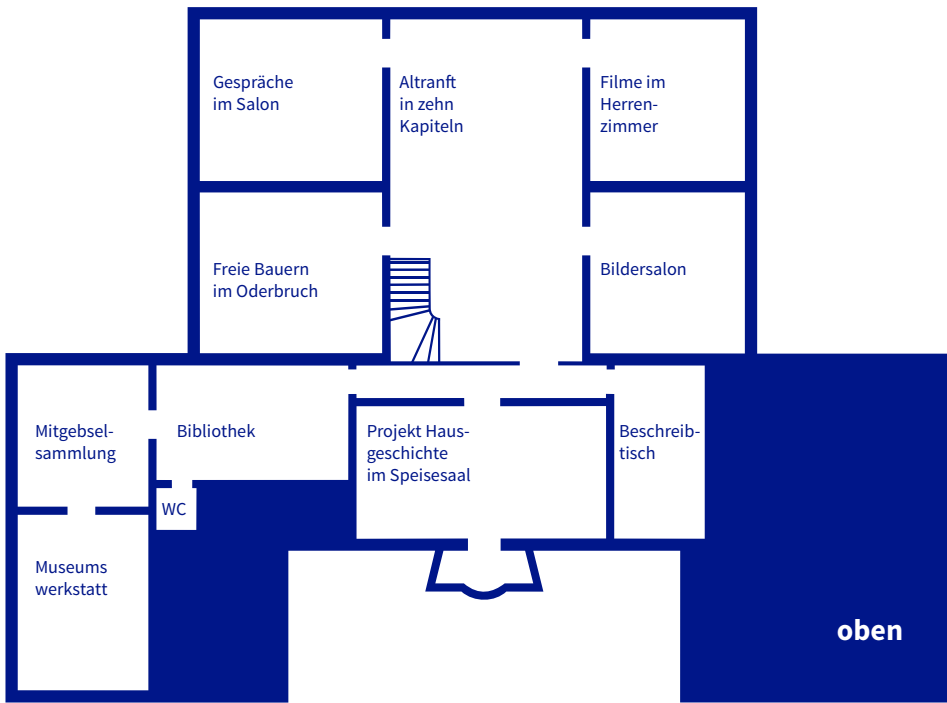 Gespräche
im Salon
Altranft
in zehn
Kapiteln
Filme im
Herren-
zimmer
Freie Bauern
im Oderbruch
Bildersalon
Mitgebsel-
sammlung
Bibliothek
Projekt Haus-
geschichte
im Speisesaal
Beschreib-
tisch
WC
Museums
werkstatt
oben